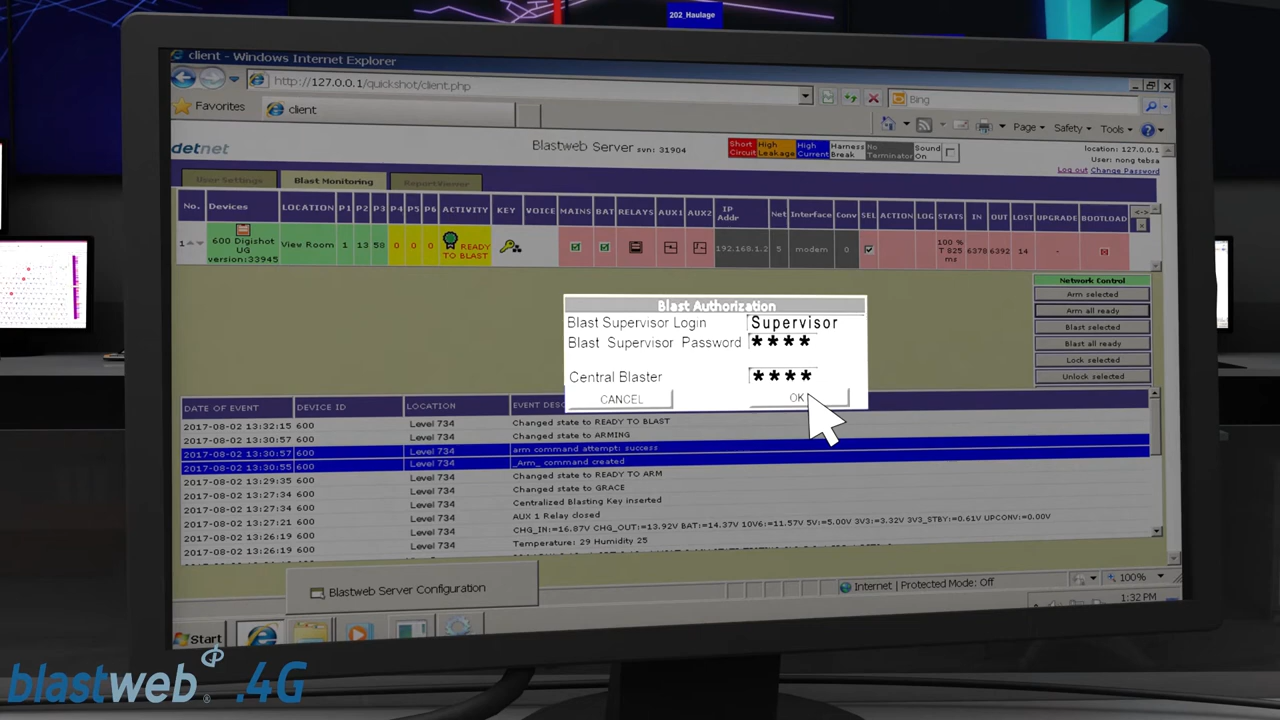 202_Haulage
client - Windows Internet Explorer
http://127.0.0.1/quickshot/client.php
Bing
Favorites
client
Page
Safety
Tools
detnet
Blastweb Server svn: 31904
Short Circuit
High Leakage
High Current
Harness Break
No Terminator
Sound On
location: 127.0.0.1
User: nong tebsa
Log out Change Password
User Settings
Blast Monitoring
Report Viewer
No. Devices LOCATION P1 P2 P3 P4 P5 P6 ACTIVITY KEY VOICE MAINS BAT RELAYS AUX1 AUX2 IP Addr Net Interface Conv SEL ACTION LOG STATS IN OUT LOST UPGRADE BOOTLOAD <->
1 600 Digishot UG version:33945 View Room 1 13 58 0 0 0 READY TO BLAST 192.168.1.2 5 modem 0 100 % T 825 ms 6378 6392 14 -
Network Control
Arm selected
Arm all ready
Blast selected
Blast all ready
Lock selected
Unlock selected
Blast Authorization
Blast Supervisor Login Supervisor
Blast Supervisor Password ****
Central Blaster ****
CANCEL OK
DATE OF EVENT DEVICE ID LOCATION EVENT DESC
2017-08-02 13:32:15 600 Level 734 Changed state to READY TO BLAST
2017-08-02 13:30:57 600 Level 734 Changed state to ARMING
2017-08-02 13:30:57 600 Level 734 arm command attempt: success
2017-08-02 13:30:55 600 Level 734 _Arm_ command created
2017-08-02 13:29:35 600 Level 734 Changed state to READY TO ARM
2017-08-02 13:27:34 600 Level 734 Changed state to GRACE
2017-08-02 13:27:34 600 Level 734 Centralized Blasting Key inserted
2017-08-02 13:27:21 600 Level 734 AUX 1 Relay closed
2017-08-02 13:26:19 600 Level 734 CHG_IN:=16.87V CHG_OUT:=13.92V BAT:=14.37V 10V6:=11.57V 5V:=5.00V 3V3:=3.32V 3V3_STBY:=0.61V UPCONV:=0.00V
2017-08-02 13:26:19 600 Level 734 Temperature: 29 Humidity 25
Blastweb Server Configuration
Internet | Protected Mode: Off
100%
Start
1:32 PM
blastweb® .4G